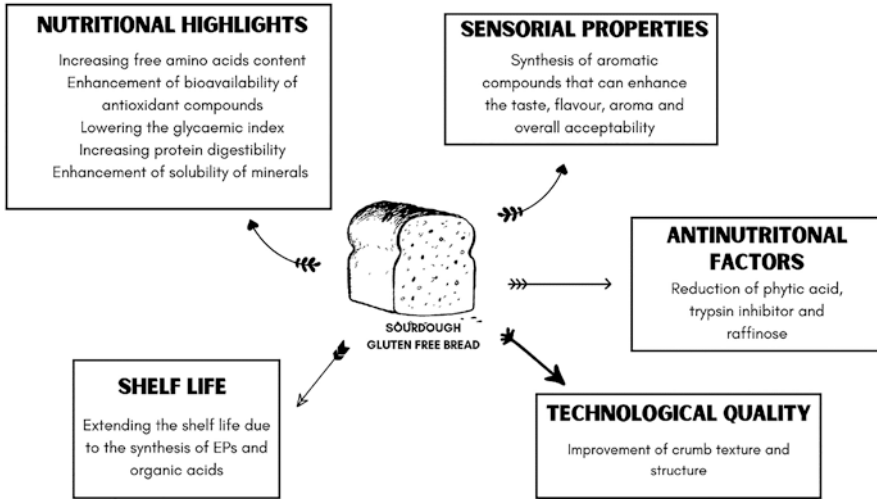 NUTRITIONAL HIGHLIGHTS
Increasing free amino acids content
Enhancement of bioavailability of
antioxidant compounds
Lowering the glycaemic index
Increasing protein digestibility
Enhancement of solubility of minerals
SENSORIAL PROPERTIES
Synthesis of aromatic
compounds that can enhance
the taste, flavour, aroma and
overall acceptability
ANTINUTRITONAL
FACTORS
Reduction of phytic acid,
trypsin inhibitor and
raffinose
SOURDOUGH
GLUTEN FREE BREAD
SHELF LIFE
Extending the shelf life due
to the synthesis of EPs and
organic acids
TECHNOLOGICAL QUALITY
Improvement of crumb texture and
structure